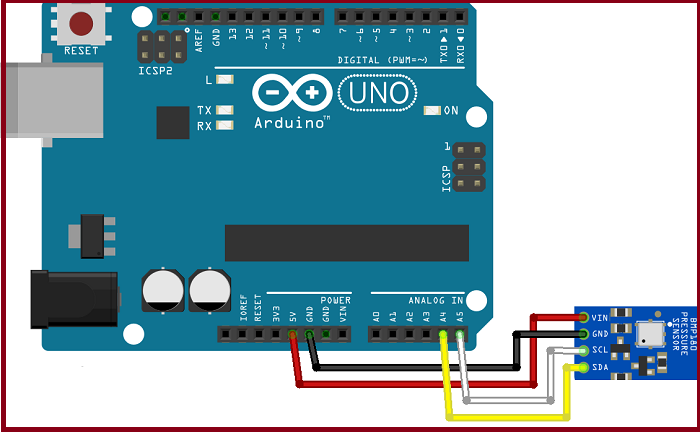 RESET
ICSP2
AREF
GND
13
12
~11
~10
~9
8
7
~6
~5
4
~3
2
TX0▶1
RX0◀0
DIGITAL (PWM=~)
L
TX
RX
Arduino™
UNO
ON
1
ICSP
IOREF
RESET
3V3
5V
GND
GND
VIN
POWER
A0
A1
A2
A3
A4
A5
ANALOG IN
VIN
GND
SCL
SDA
BMP180
PRESSURE
SENSOR